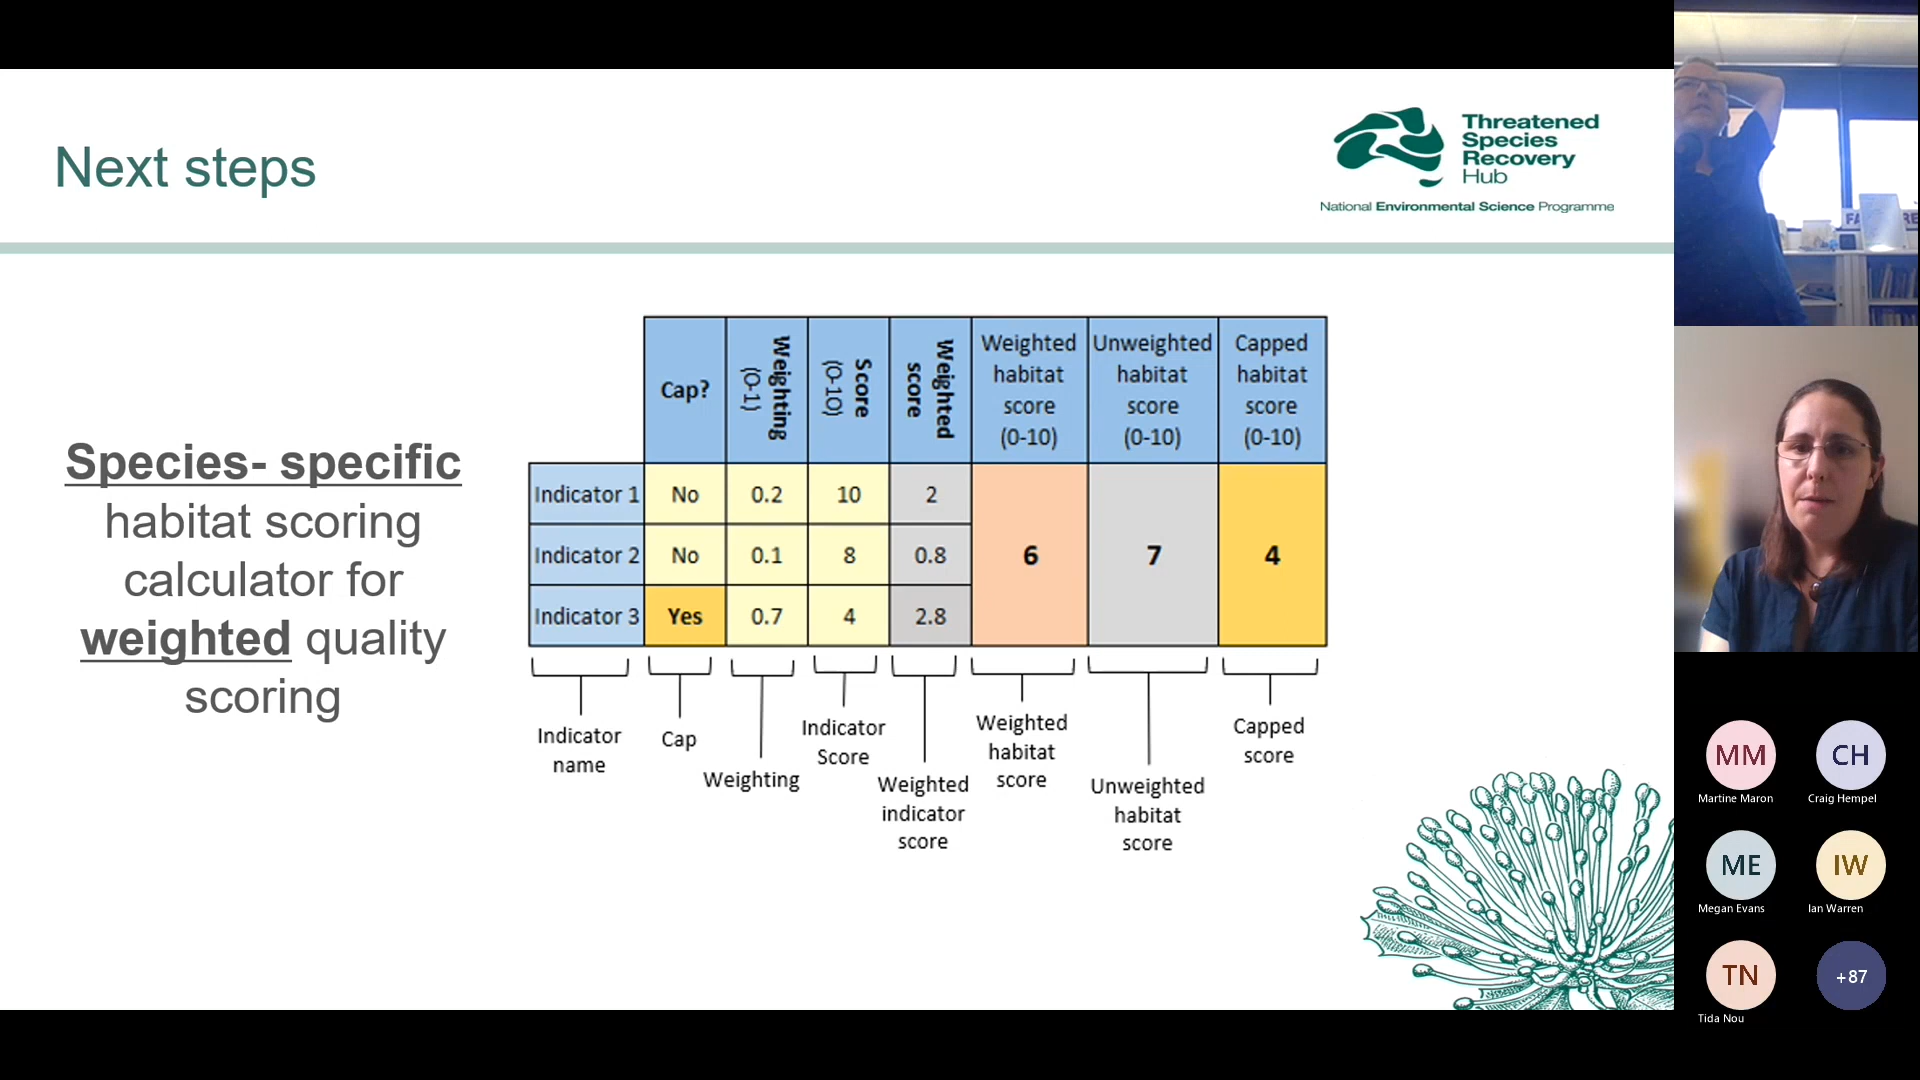 Next steps
Threatened
Species
Recovery
Hub
National Environmental Science Programme
Species- specific
habitat scoring
calculator for
weighted quality
scoring
Cap?
Weighting
(0-1)
Score
(0-10)
Weighted
score
Weighted
habitat
score
(0-10)
Unweighted
habitat
score
(0-10)
Capped
habitat
score
(0-10)
Indicator 1 No 0.2 10 2
Indicator 2 No 0.1 8 0.8 6 7 4
Indicator 3 Yes 0.7 4 2.8
Indicator
name
Cap
Weighting
Indicator
Score
Weighted
indicator
score
Weighted
habitat
score
Unweighted
habitat
score
Capped
score
MM
Martine Maron
CH
Craig Hempel
ME
Megan Evans
IW
Ian Warren
TN
Tida Nou
+87